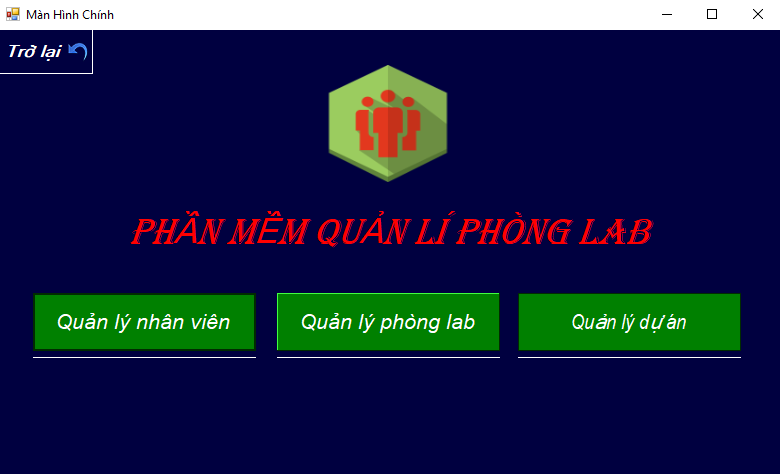 Màn Hình Chính
Trở lại
PHẦN MỀM QUẢN LÍ PHÒNG LAB
Quản lý nhân viên
Quản lý phòng lab
Quản lý dự án